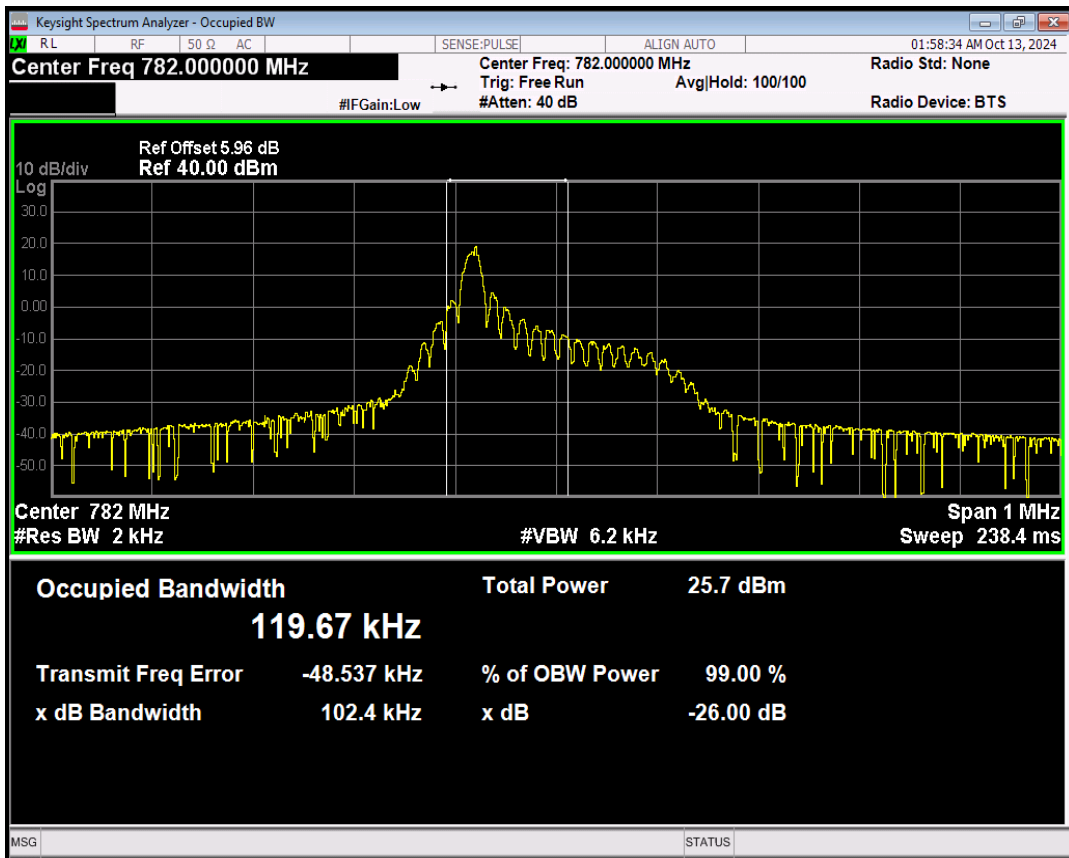 Keysight Spectrum Analyzer - Occupied BW
LXI RL RF 50 Ω AC SENSE:PULSE ALIGN AUTO 01:58:34 AM Oct 13, 2024
Center Freq 782.000000 MHz Center Freq: 782.000000 MHz Radio Std: None
Trig: Free Run Avg|Hold: 100/100
#IFGain:Low #Atten: 40 dB Radio Device: BTS
Ref Offset 5.96 dB
10 dB/div Ref 40.00 dBm
Log
30.0
20.0
10.0
0.00
-10.0
-20.0
-30.0
-40.0
-50.0
Center 782 MHz Span 1 MHz
#Res BW 2 kHz #VBW 6.2 kHz Sweep 238.4 ms
Occupied Bandwidth Total Power 25.7 dBm
119.67 kHz
Transmit Freq Error -48.537 kHz % of OBW Power 99.00 %
x dB Bandwidth 102.4 kHz x dB -26.00 dB
MSG STATUS